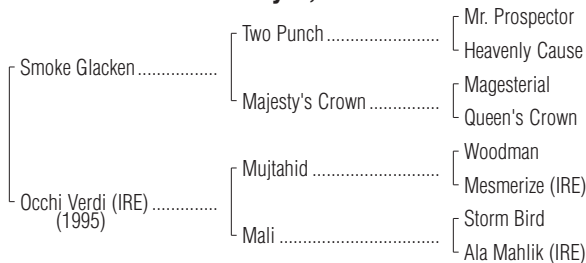 Mr. Prospector
Two Punch
Heavenly Cause
Smoke Glacken
Magesterial
Majesty's Crown
Queen's Crown
Woodman
Mujtahid
Mesmerize (IRE)
Occhi Verdi (IRE)
(1995)
Storm Bird
Mali
Ala Mahlik (IRE)